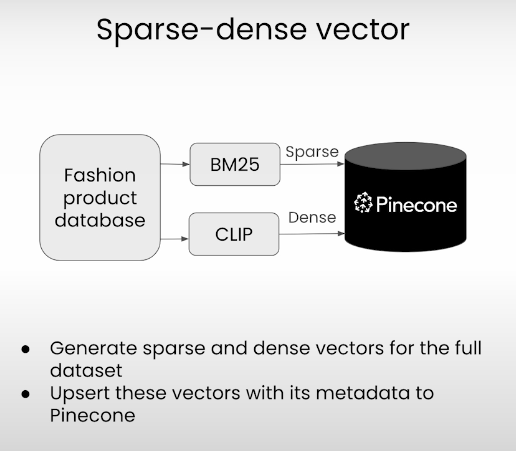 Sparse-dense vector
Fashion
product
database
BM25
Sparse
CLIP
Dense
Pinecone
● Generate sparse and dense vectors for the full
dataset
● Upsert these vectors with its metadata to
Pinecone